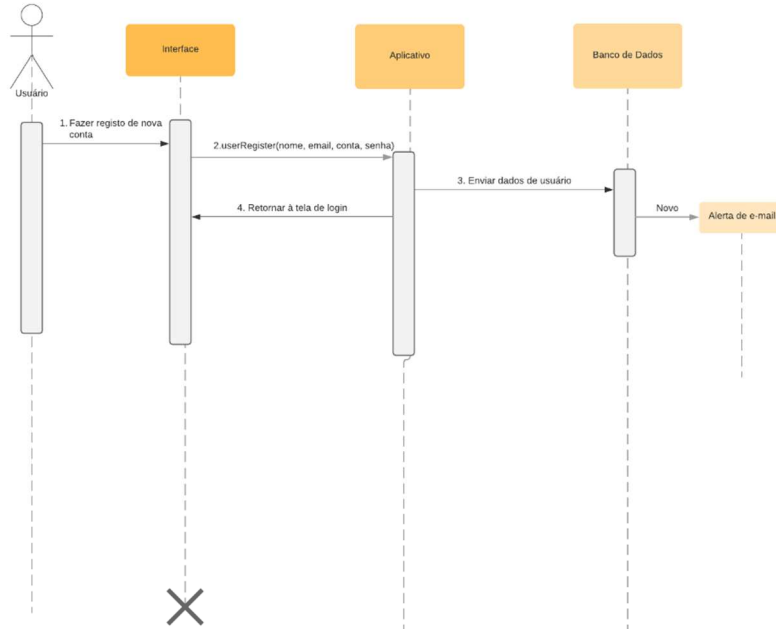 Usuário
Interface
Aplicativo
Banco de Dados
1. Fazer registo de nova
conta
2.userRegister(nome, email, conta, senha)
3. Enviar dados de usuário
4. Retornar à tela de login
Novo
Alerta de e-mail